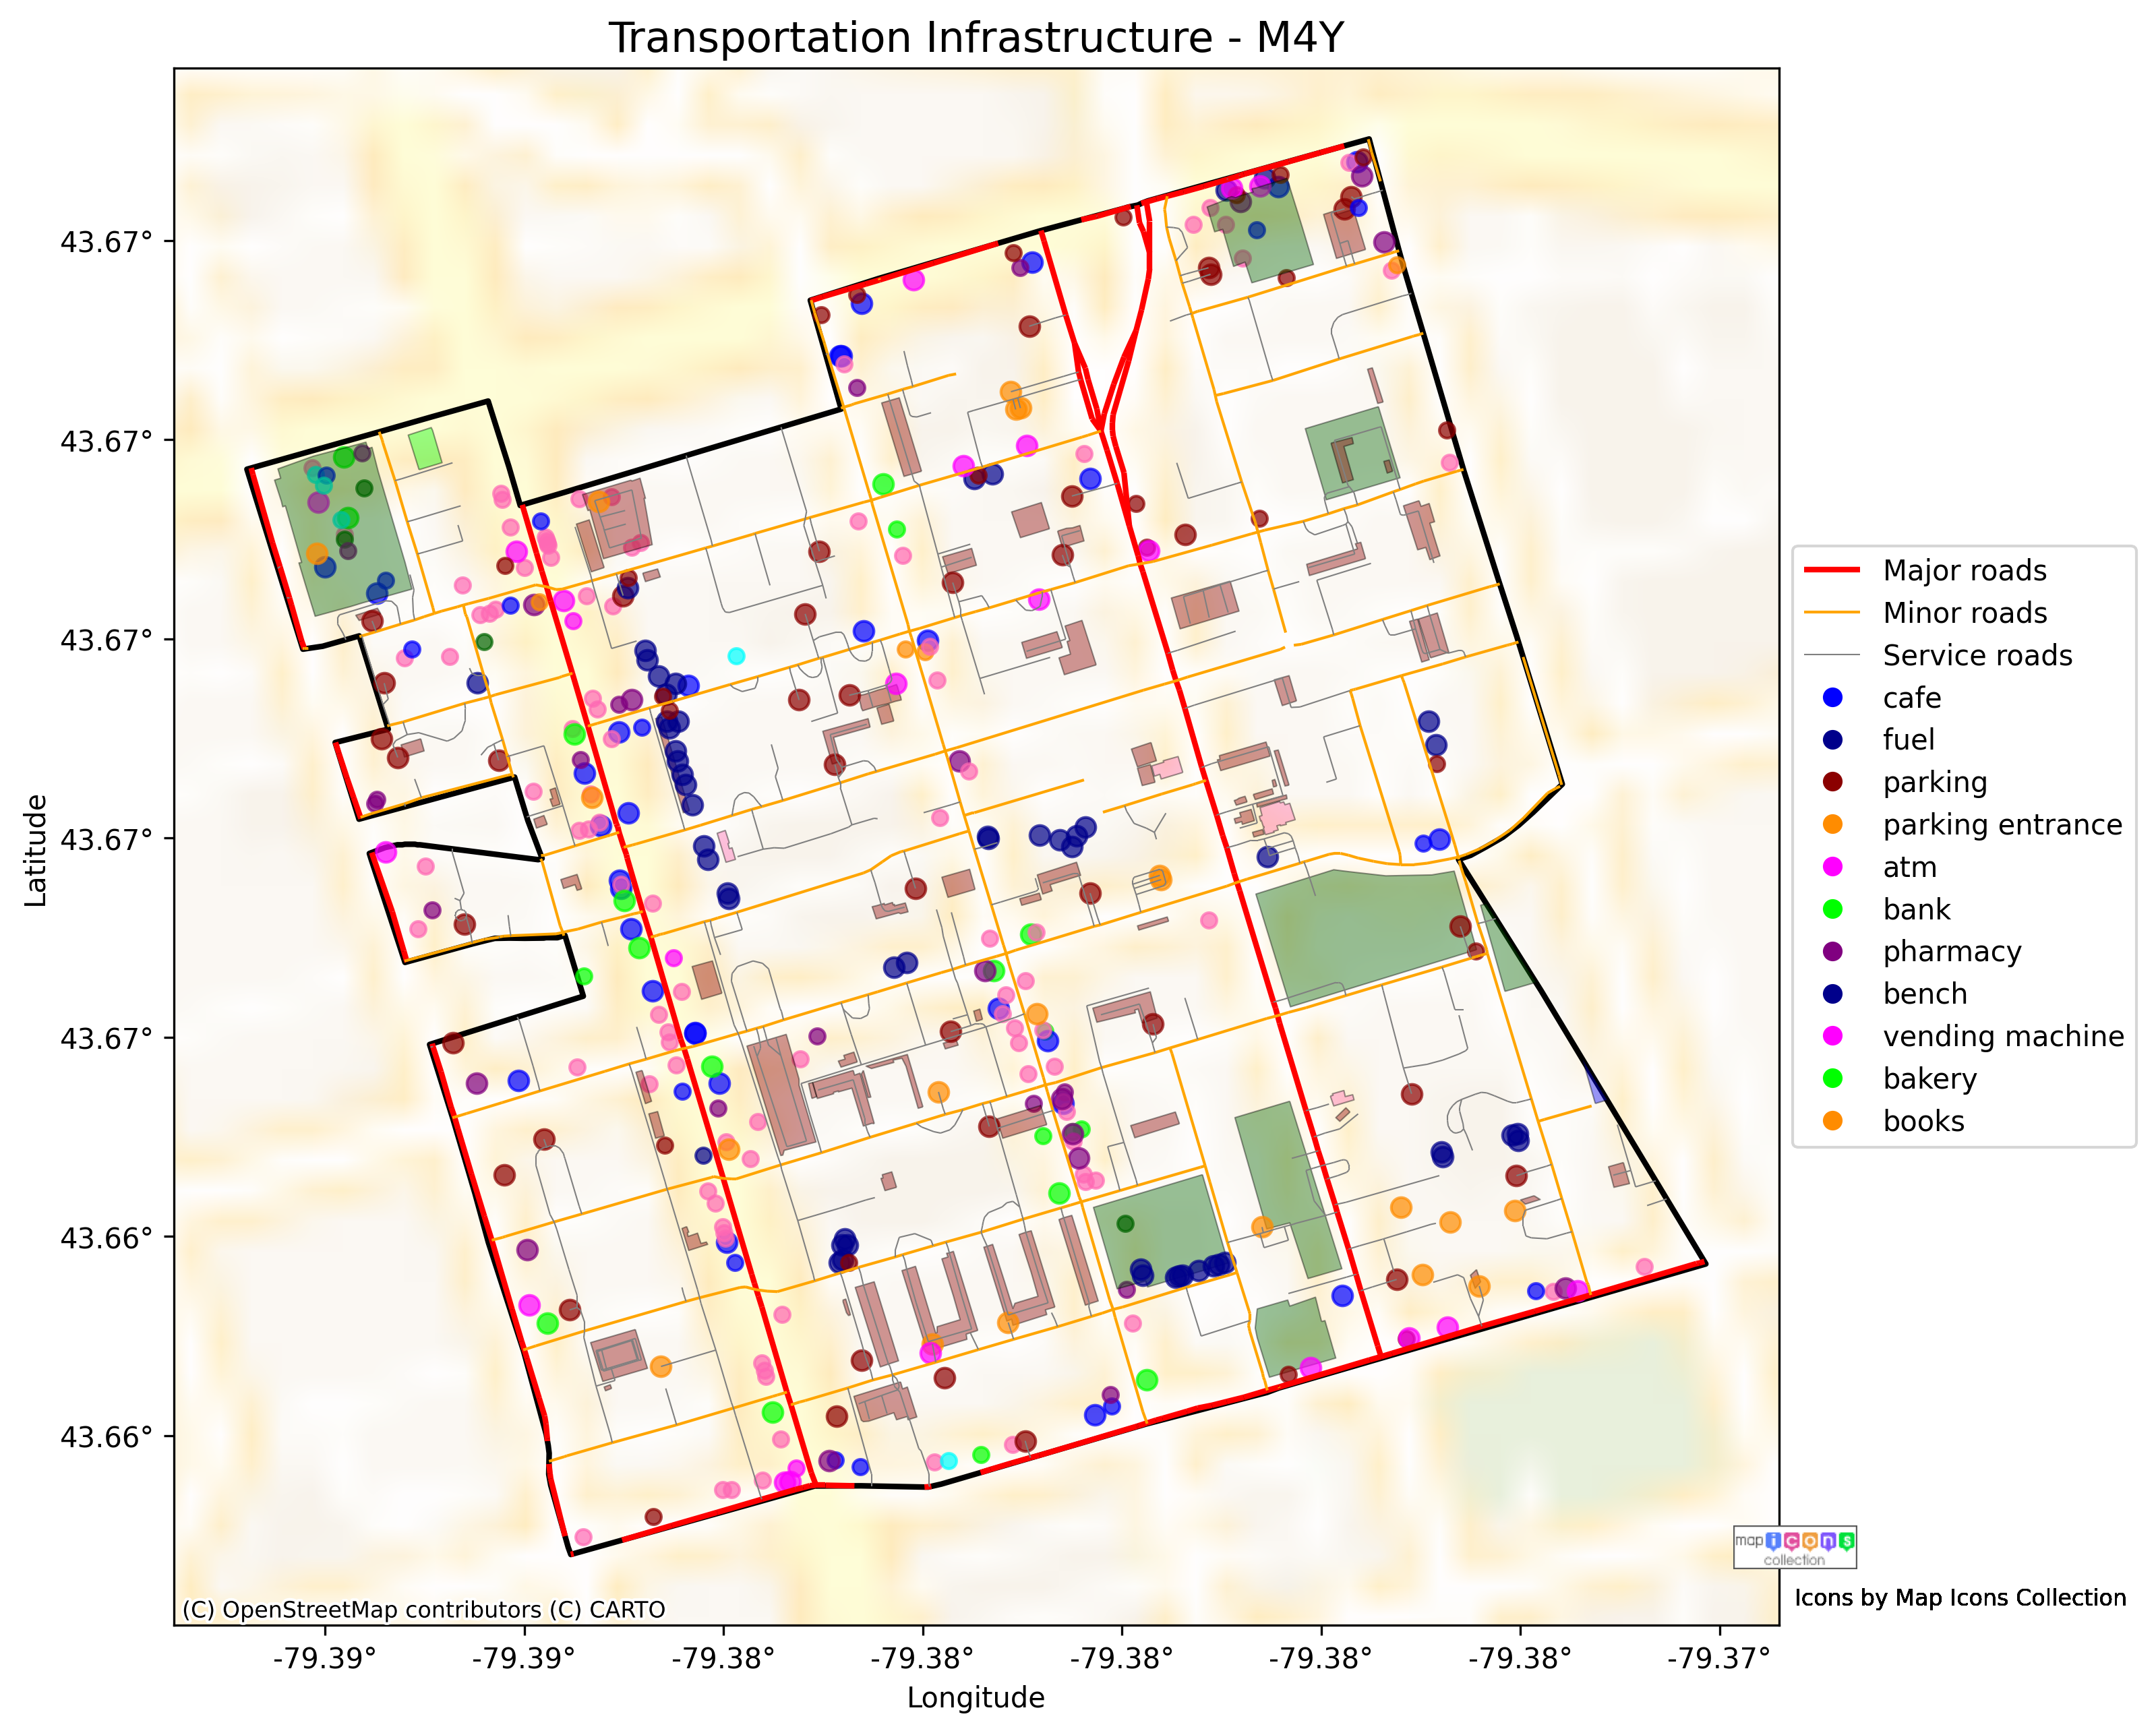 Transportation Infrastructure - M4Y
43.67°
43.67°
43.67°
43.67°
43.67°
43.66°
43.66°
Latitude
-79.39°
-79.39°
-79.38°
-79.38°
-79.38°
-79.38°
-79.38°
-79.37°
Longitude
Major roads
Minor roads
Service roads
cafe
fuel
parking
parking entrance
atm
bank
pharmacy
bench
vending machine
bakery
books
map icons
collection
Icons by Map Icons Collection
(C) OpenStreetMap contributors (C) CARTO